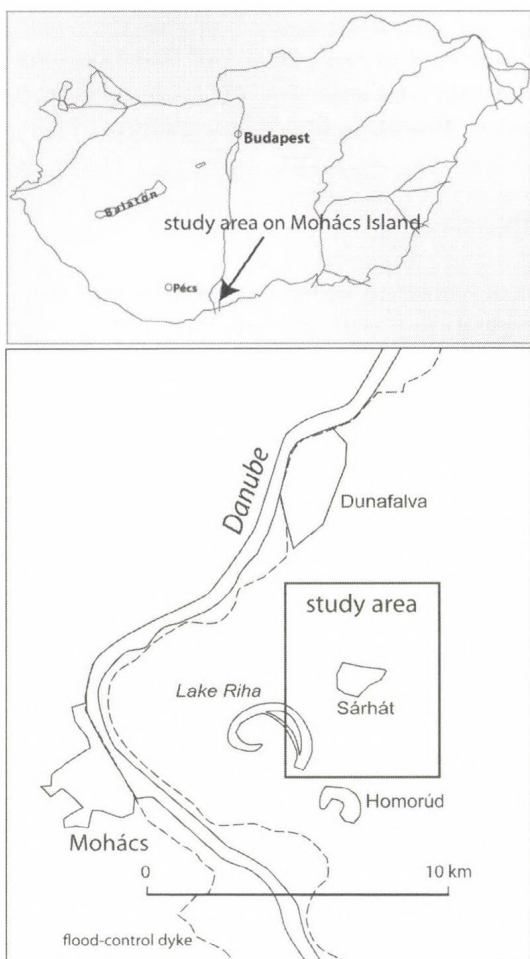 Budapest
Balaton
study area on Mohács Island
Pécs
Danube
Dunafalva
study area
Lake Riha
Sárhát
Homorúd
Mohács
0
10 km
flood-control dyke